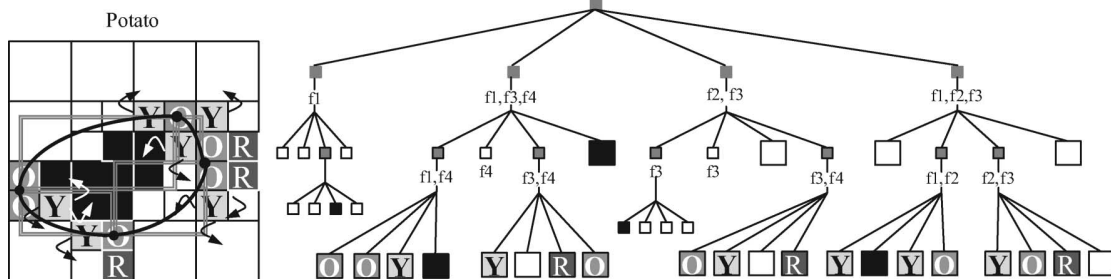 Potato
Y O Y
Y O R
O R
O Y Y
Y O
R
f1
f1,f3,f4
f2, f3
f1,f2,f3
f1,f4
f4
f3,f4
f3
f3
f3,f4
f1,f2
f2,f3
O O Y Y R O O Y R Y Y O Y O R